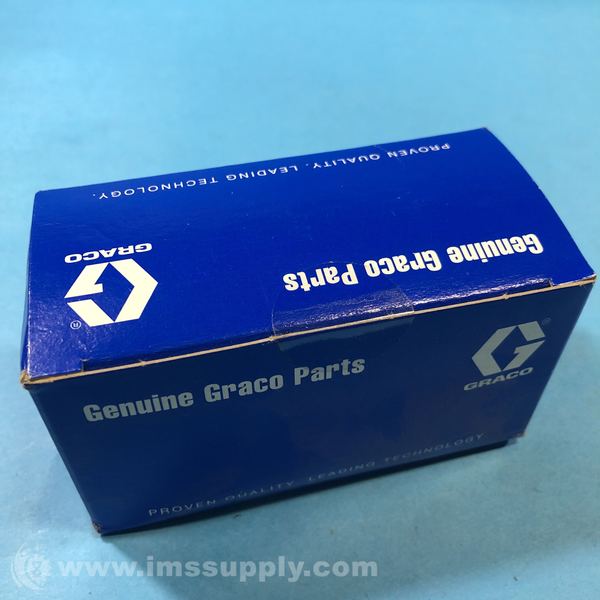 PROVEN QUALITY. LEADING TECHNOLOGY.
GRACO
®
Genuine Graco Parts
Genuine Graco Parts
®
GRACO
PROVEN QUALITY. LEADING TECHNOLOGY
www.imssupply.com